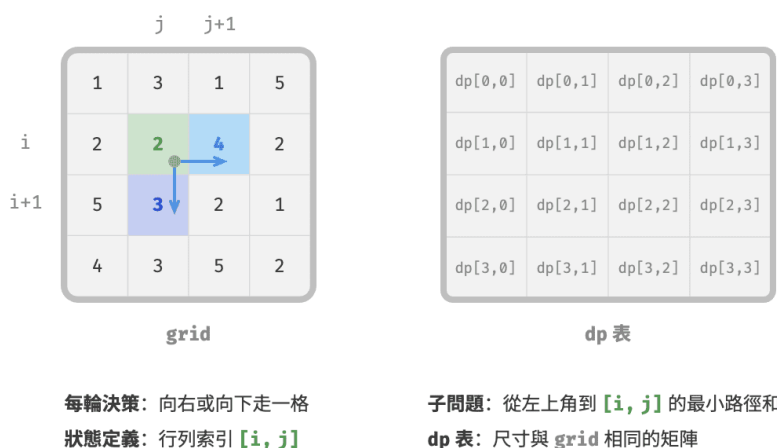 j j+1
1 3 1 5
i 2 2 4 2
i+1 5 3 2 1
4 3 5 2
grid
dp[0,0] dp[0,1] dp[0,2] dp[0,3]
dp[1,0] dp[1,1] dp[1,2] dp[1,3]
dp[2,0] dp[2,1] dp[2,2] dp[2,3]
dp[3,0] dp[3,1] dp[3,2] dp[3,3]
dp 表
每輪決策：向右或向下走一格
狀態定義：行列索引 [i, j]
子問題：從左上角到 [i, j] 的最小路徑和
dp 表：尺寸與 grid 相同的矩陣